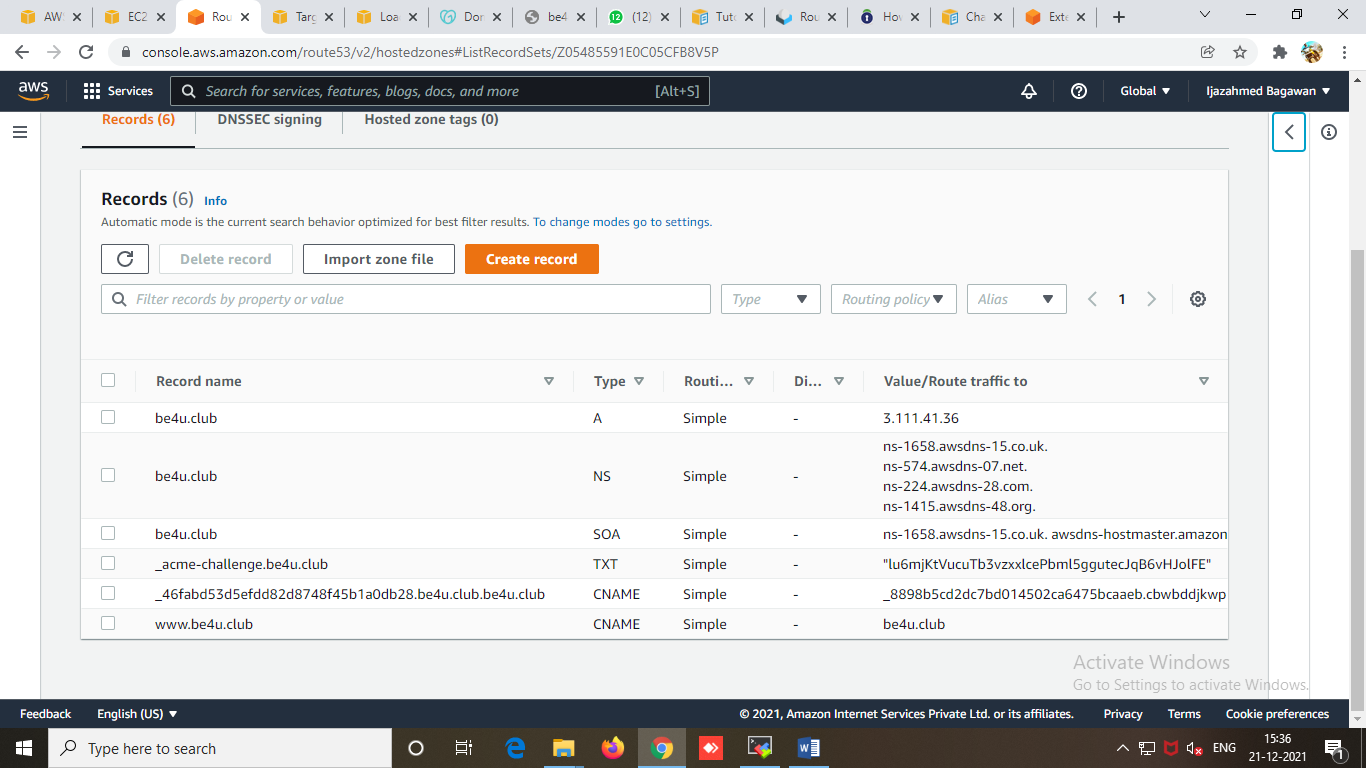 AW
EC2
Rou
Targ
Loa
Don
be4
(12)
Tuto
Rou
Hov
Cha
Exte
console.aws.amazon.com/route53/v2/hostedzones#ListRecordSets/Z05485591E0C05CFB8V5P
aws
Services
Search for services, features, blogs, docs, and more [Alt+S]
Global
Ijazahmed Bagawan
Records (6)
DNSSEC signing
Hosted zone tags (0)
Records (6) Info
Automatic mode is the current search behavior optimized for best filter results. To change modes go to settings.
Delete record
Import zone file
Create record
Filter records by property or value
Type
Routing policy
Alias
1
Record name Type Routi... Di... Value/Route traffic to
be4u.club A Simple - 3.111.41.36
ns-1658.awsdns-15.co.uk.
ns-574.awsdns-07.net.
be4u.club NS Simple -
ns-224.awsdns-28.com.
ns-1415.awsdns-48.org.
be4u.club SOA Simple - ns-1658.awsdns-15.co.uk. awsdns-hostmaster.amazon
_acme-challenge.be4u.club TXT Simple - "lu6mjKtVucuTb3vzxxlcePbml5ggutecJqB6vHJolFE"
_46fabd53d5efdd82d8748f45b1a0db28.be4u.club.be4u.club CNAME Simple - _8898b5cd2dc7bd014502ca6475bcaaeb.cbwbddjkwp
www.be4u.club CNAME Simple - be4u.club
Activate Windows
Go to Settings to activate Windows.
Feedback
English (US)
© 2021, Amazon Internet Services Private Ltd. or its affiliates.
Privacy
Terms
Cookie preferences
Type here to search
ENG
15:36
21-12-2021
1